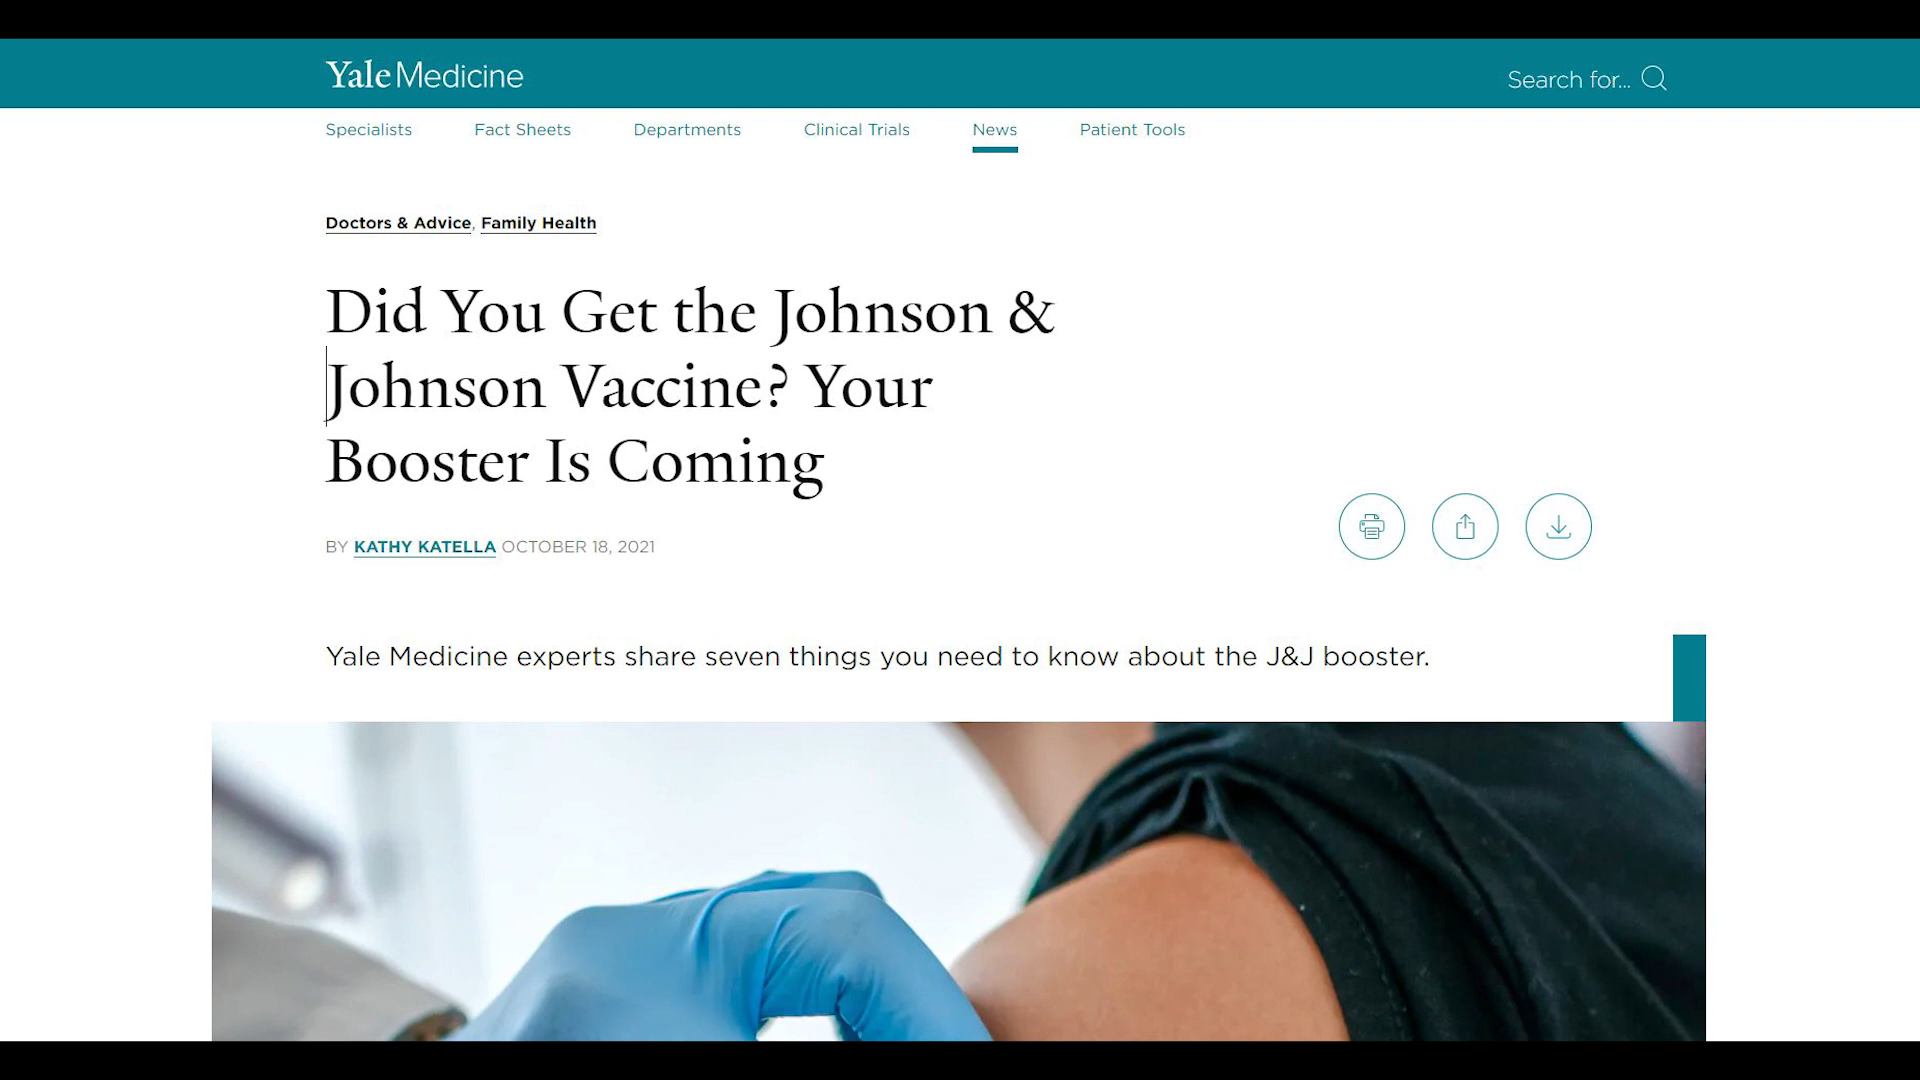 Yale Medicine
Search for...
Specialists
Fact Sheets
Departments
Clinical Trials
News
Patient Tools
Doctors & Advice, Family Health
Did You Get the Johnson &
Johnson Vaccine? Your
Booster Is Coming
BY KATHY KATELLA OCTOBER 18, 2021
Yale Medicine experts share seven things you need to know about the J&J booster.